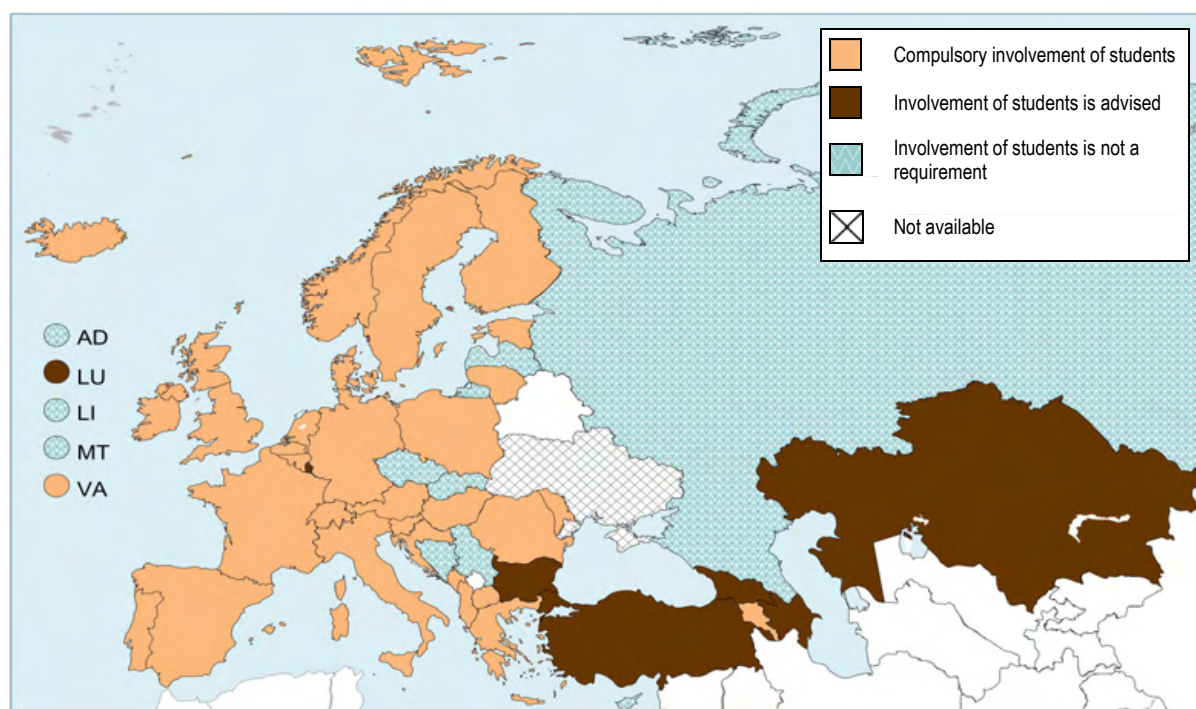 Compulsory involvement of students
Involvement of students is advised
Involvement of students is not a
requirement
Not available
AD
LU
LI
MT
VA